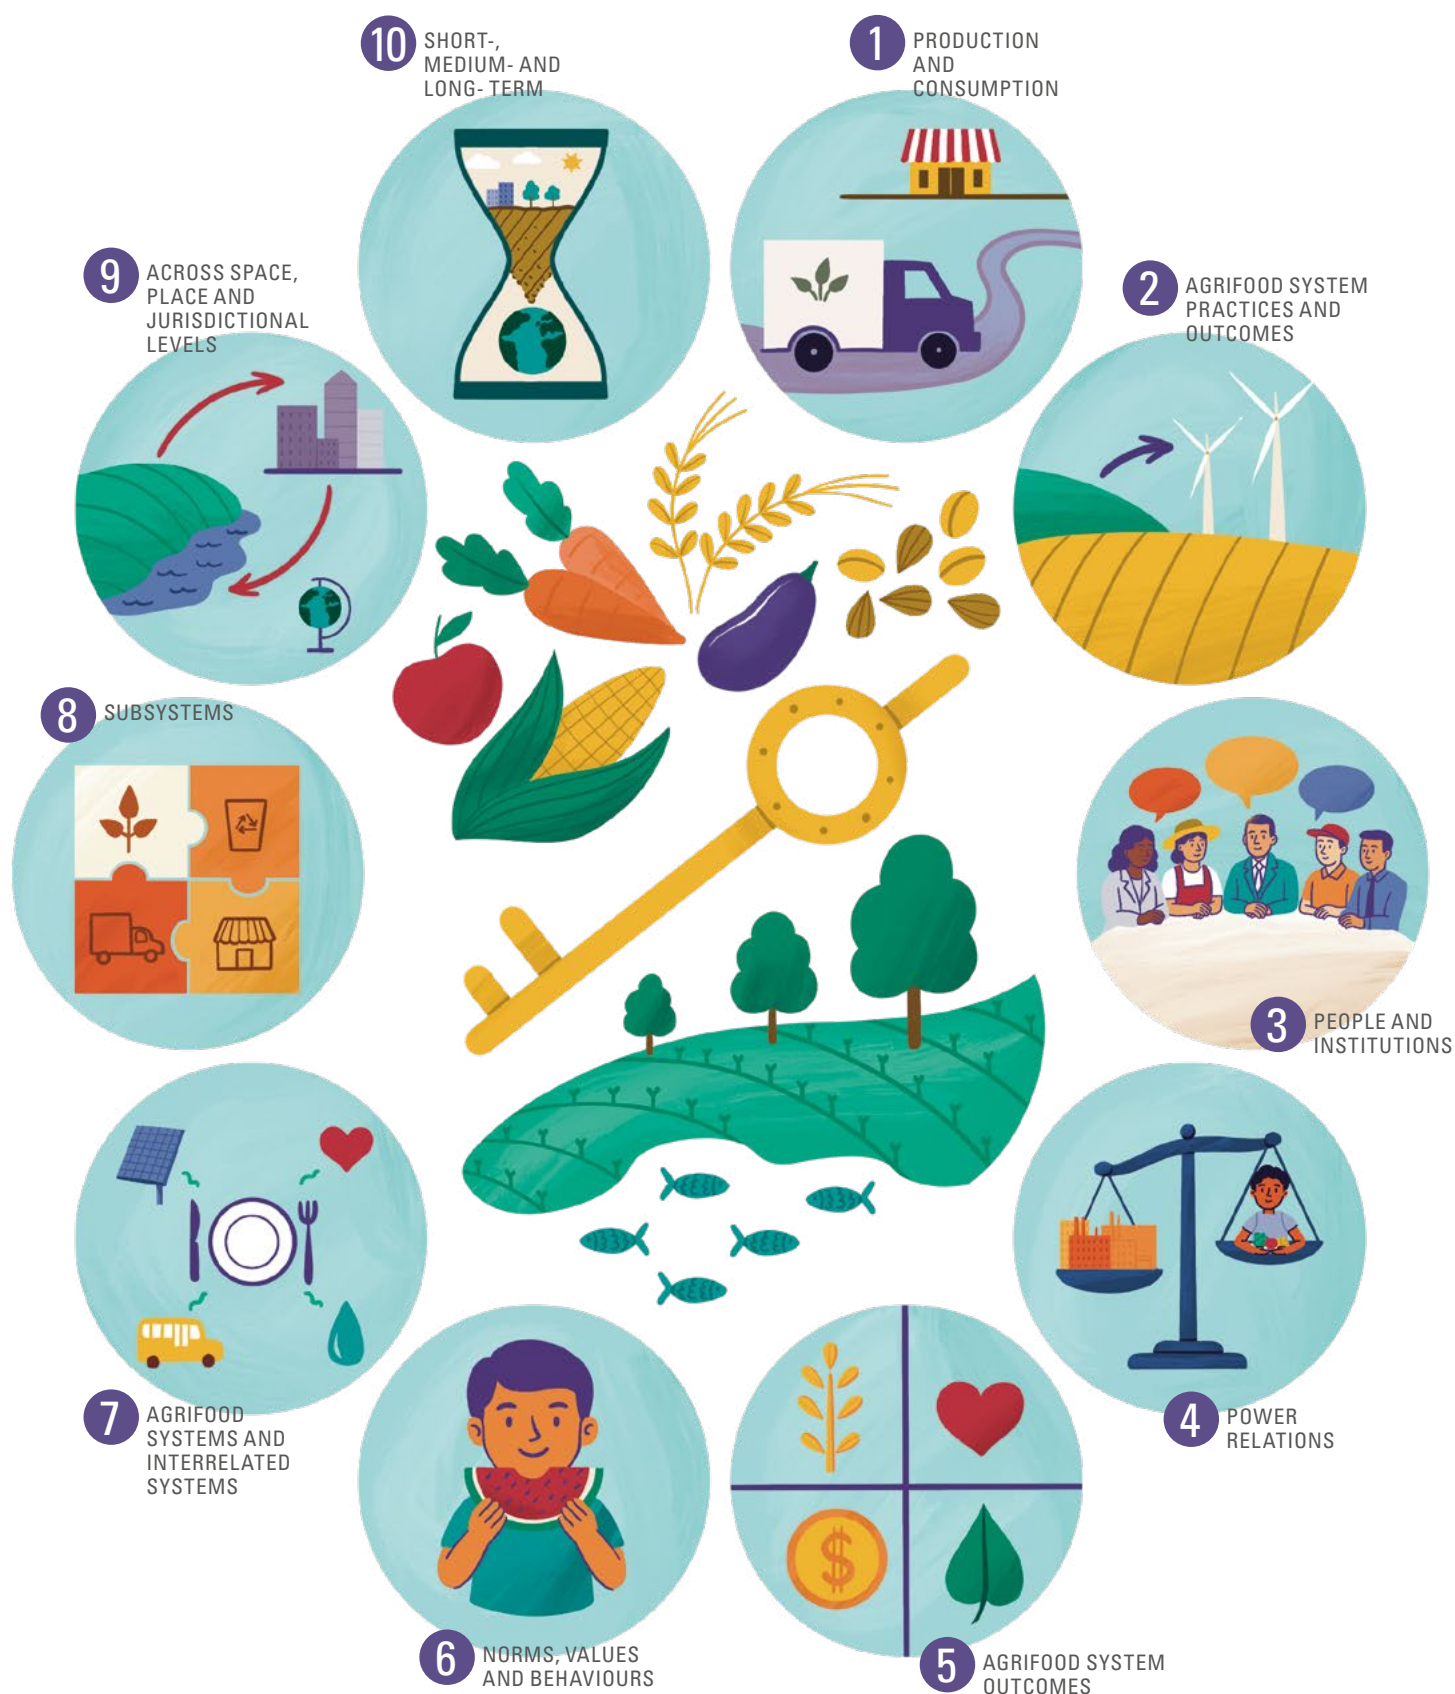 1
PRODUCTION
AND
CONSUMPTION
2
AGRIFOOD SYSTEM
PRACTICES AND
OUTCOMES
3
PEOPLE AND
INSTITUTIONS
4
POWER
RELATIONS
5
AGRIFOOD SYSTEM
OUTCOMES
$
6
NORMS, VALUES
AND BEHAVIOURS
7
AGRIFOOD
SYSTEMS AND
INTERRELATED
SYSTEMS
8
SUBSYSTEMS
9
ACROSS SPACE,
PLACE AND
JURISDICTIONAL
LEVELS
10
SHORT-,
MEDIUM- AND
LONG- TERM